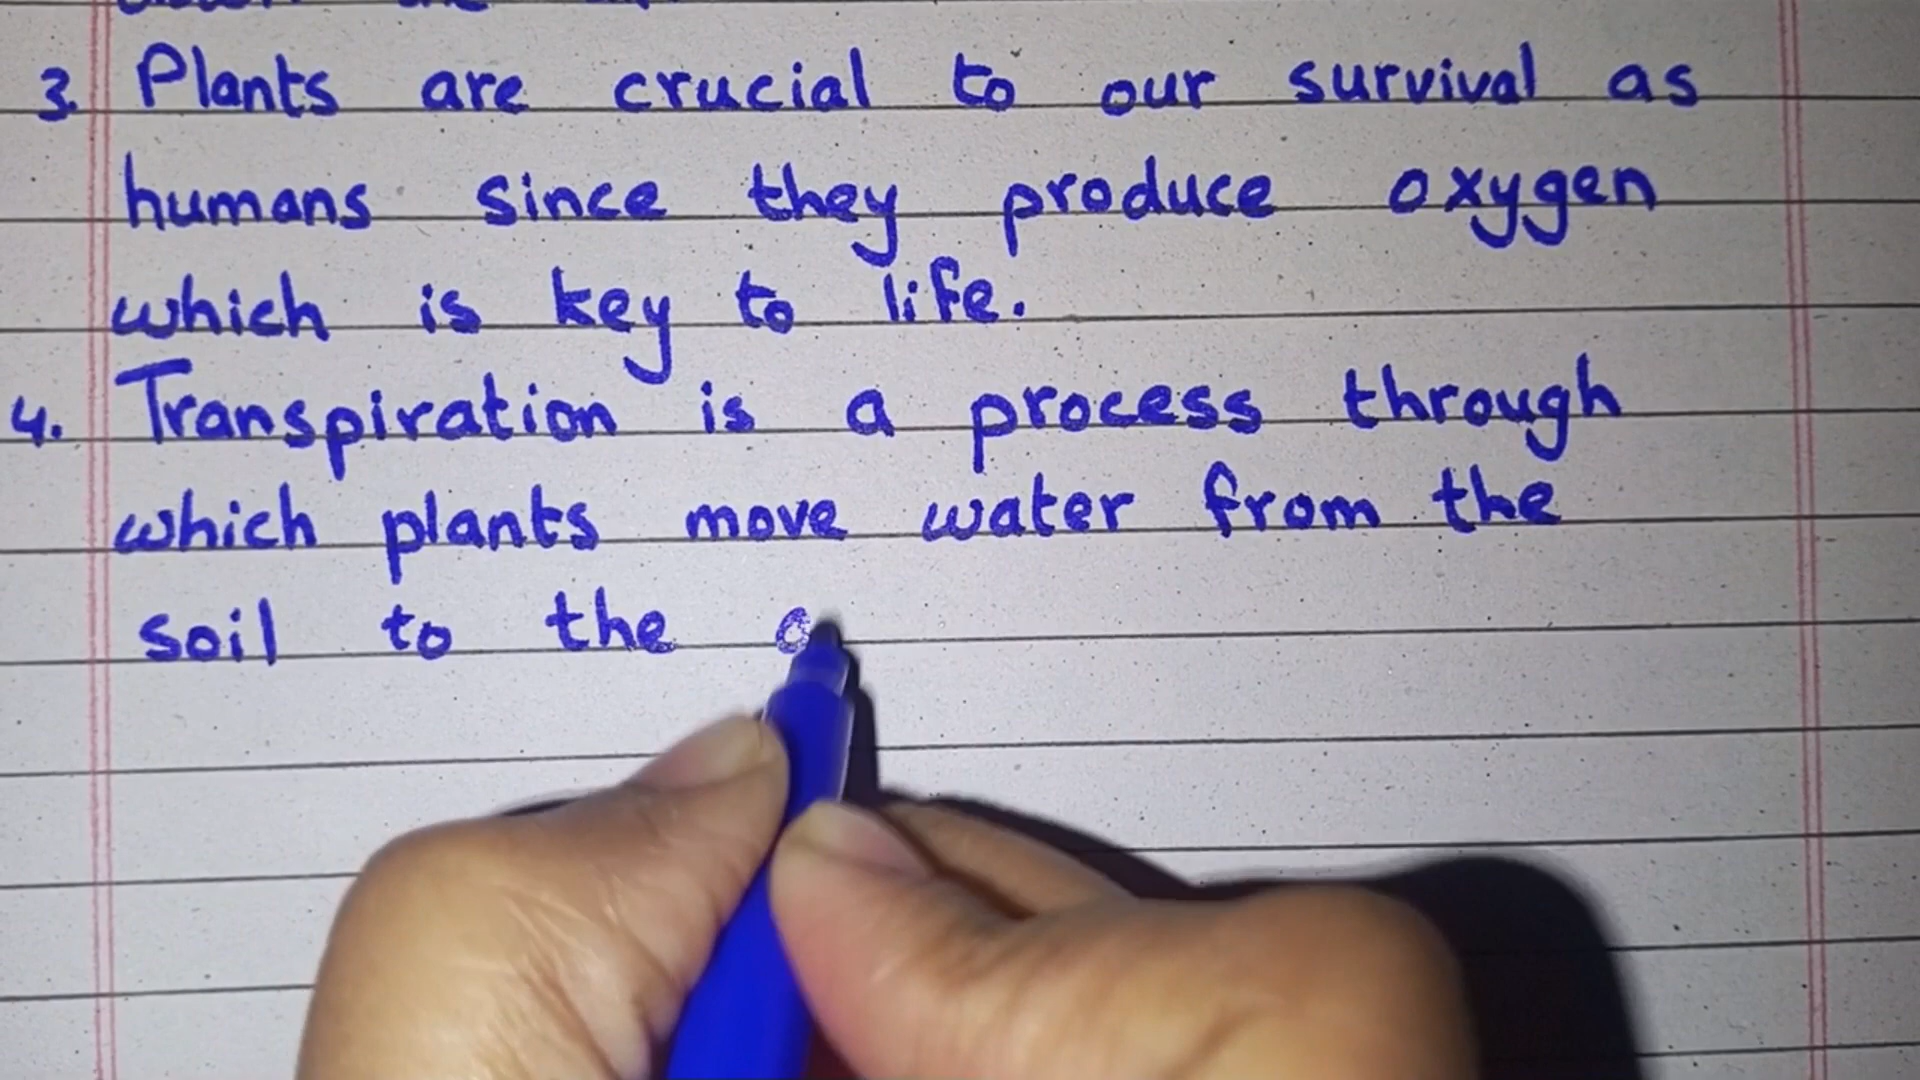 3. Plants are crucial to our survival as
humans since they produce oxygen
which is key to life.
4. Transpiration is a process through
which plants move water from the
soil to the